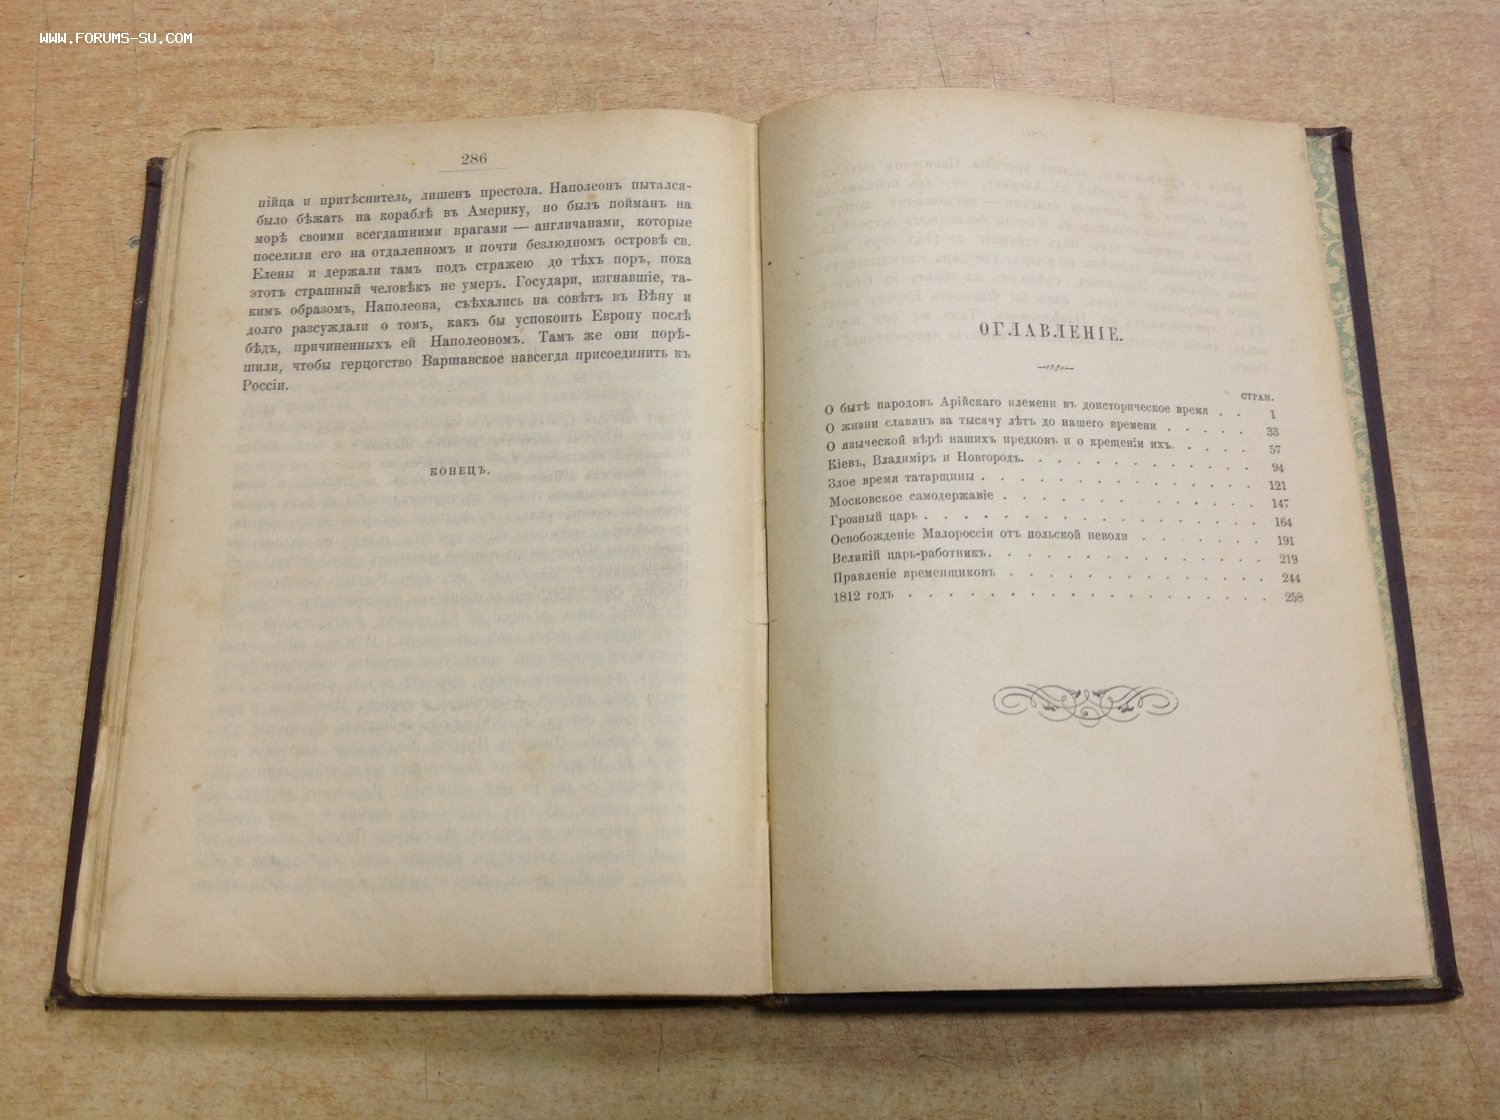 WWW.FORUMS-SU.COM
286
пійца и притѣснитель, лишенъ престола. Наполеонъ пытался-
было бѣжать на кораблѣ въ Америку, но былъ пойманъ на
морѣ своими всегдашними врагами — англичанами, которые
поселили его на отдаленномъ и почти безлюдномъ островѣ св.
Елены и держали тамъ подъ стражею до тѣхъ поръ, пока
этотъ страшный человѣкъ не умеръ. Государи, изгнавшіе, та-
кимъ образомъ, Наполеона, съѣхались на совѣтъ въ Вѣну и
долго разсуждали о томъ, какъ бы успокоить Европу послѣ
бѣдъ, причиненныхъ ей Наполеономъ. Тамъ же они порѣ-
шили, чтобы герцогство Варшавское навсегда присоединить къ
Россіи.
КОНЕЦЪ.
ОГЛАВЛЕНІЕ.
СТРАН.
О бытѣ народовъ Арійскаго племени въ доисторическое время . . 1
О жизни славянъ за тысячу лѣтъ до нашего времени . . . . . 33
О языческой вѣрѣ нашихъ предковъ и о крещеніи ихъ. . . . . 57
Кіевъ, Владиміръ и Новгородъ. . . . . . . . . . . . 94
Злое время татарщины . . . . . . . . . . . . . . 121
Московское самодержавіе . . . . . . . . . . . . . 147
Грозный царь . . . . . . . . . . . . . . . . . 164
Освобожденіе Малороссіи отъ польской неволи . . . . . . 191
Великій царь-работникъ. . . . . . . . . . . . . . 219
Правленіе временщиковъ . . . . . . . . . . . . . 244
1812 годъ . . . . . . . . . . . . . . . . . . 258